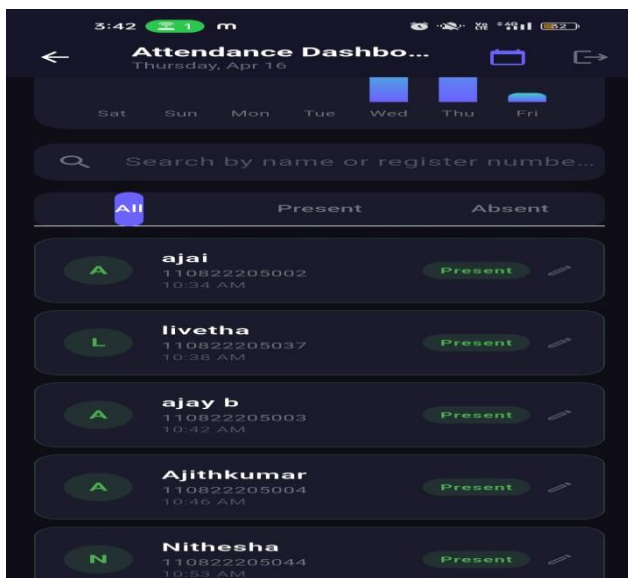 3:42 1 m 32
Attendance Dashbo...
Thursday, Apr 16
Sat Sun Mon Tue Wed Thu Fri
Search by name or register numbe...
All Present Absent
A ajai Present
110822205002
10:34 AM
L livetha Present
110822205037
10:38 AM
A ajay b Present
110822205003
10:42 AM
A Ajithkumar Present
110822205004
10:46 AM
N Nithesha Present
110822205044
10:53 AM